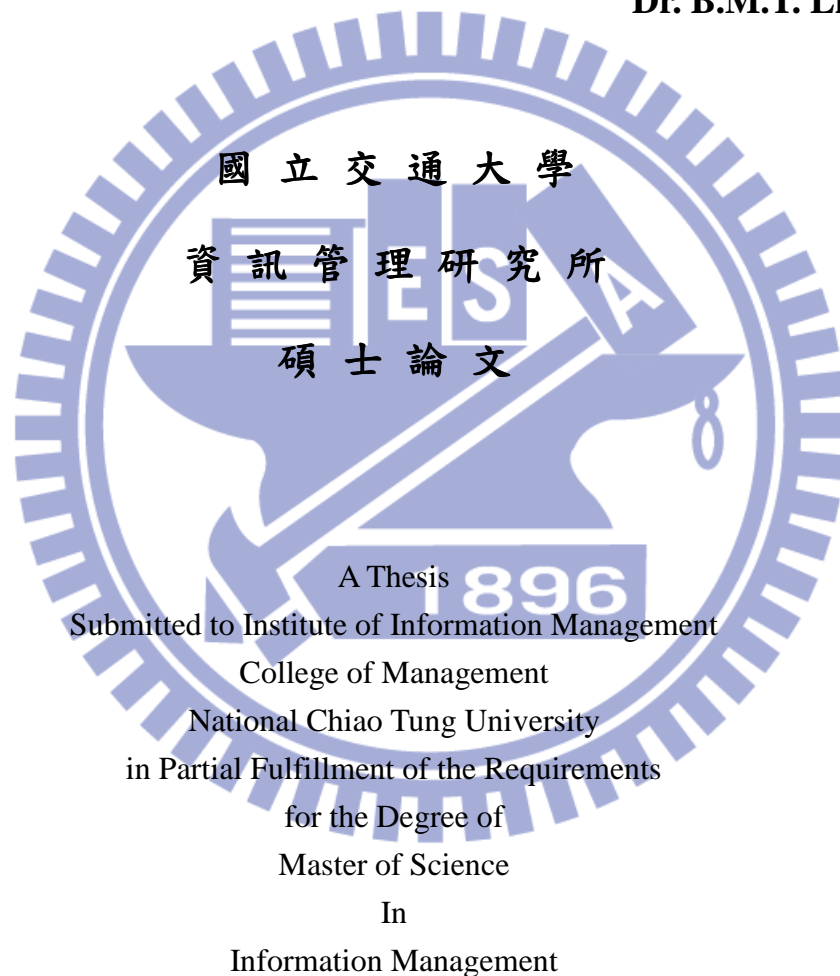 Dr. B.M.T.
國立交通大學
資訊管理研究所
碩士論文
E S A
1896
A Thesis
Submitted to Institute of Information Management
College of Management
National Chiao Tung University
in Partial Fulfillment of the Requirements
for the Degree of
Master of Science
In
Information Management